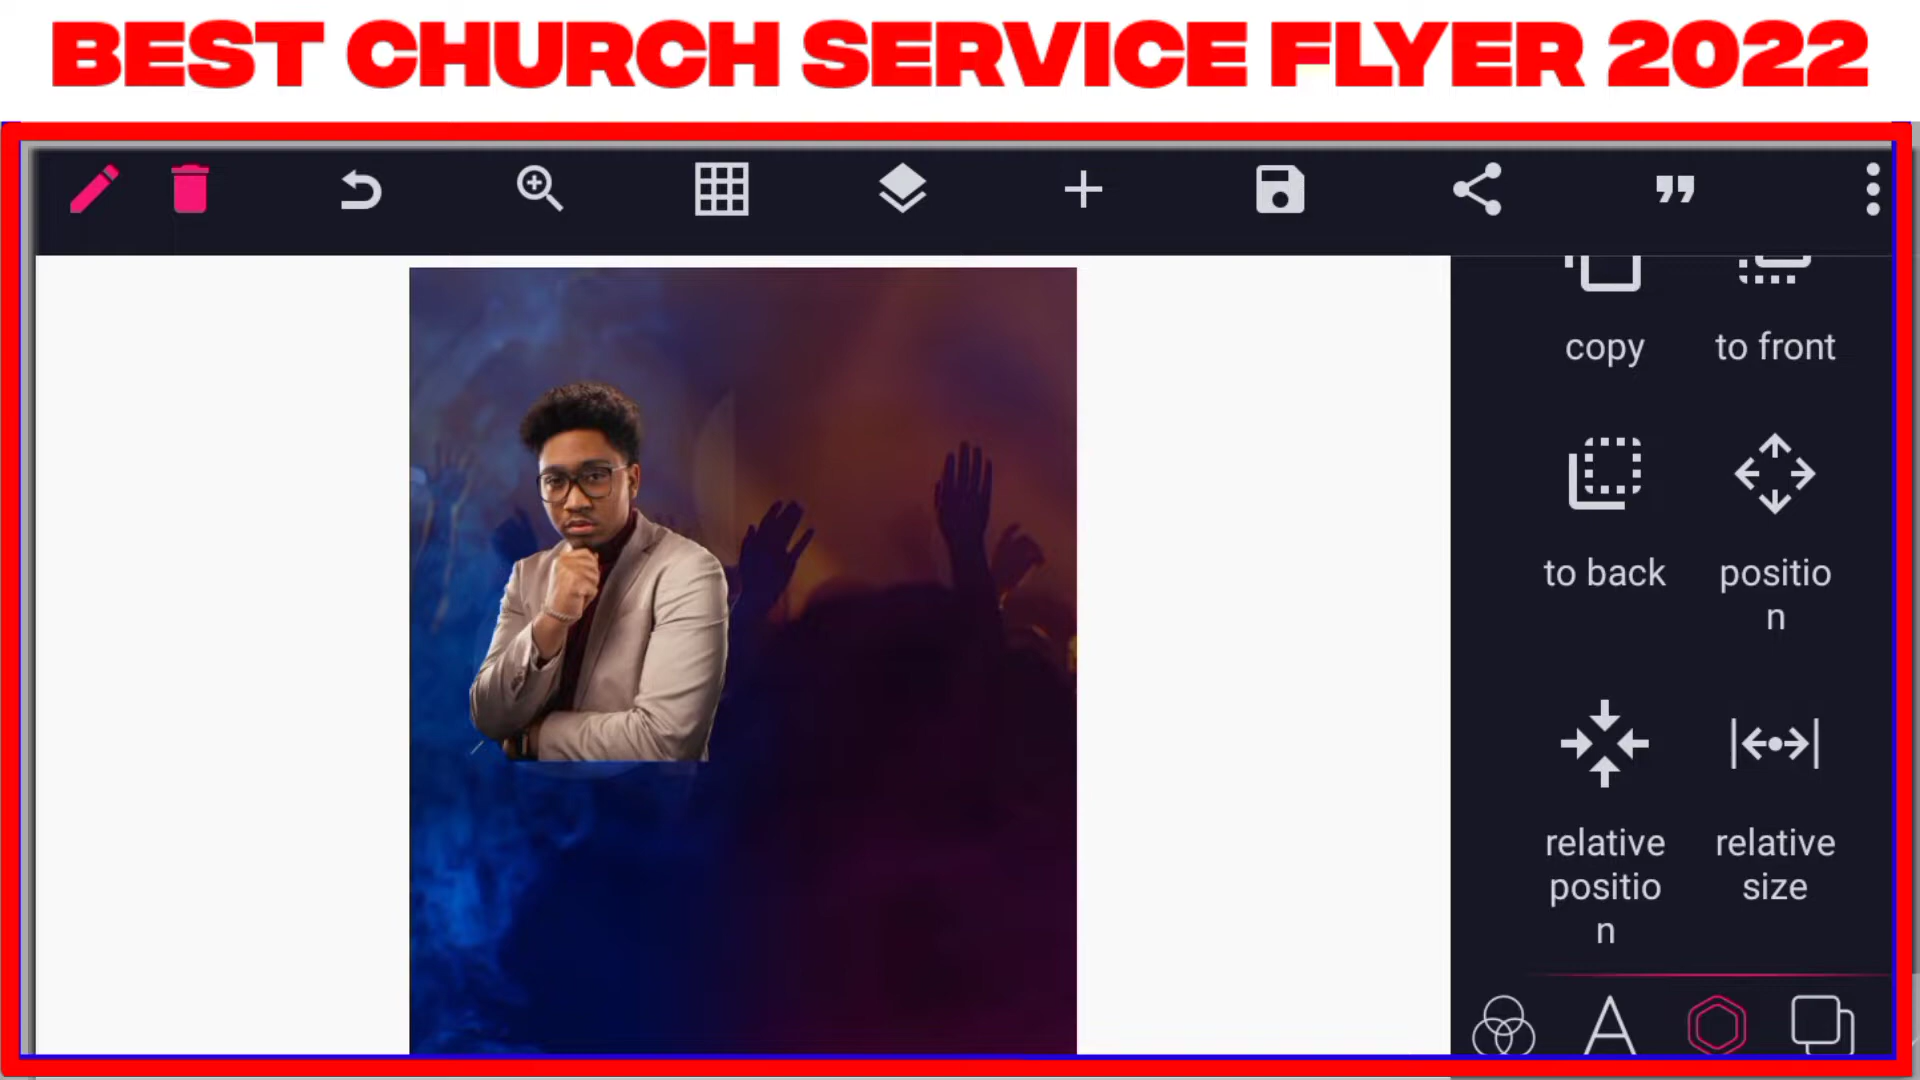 BEST CHURCH SERVICE FLYER 2022
copy
to front
to back
positio
n
relative
positio
n
relative
size